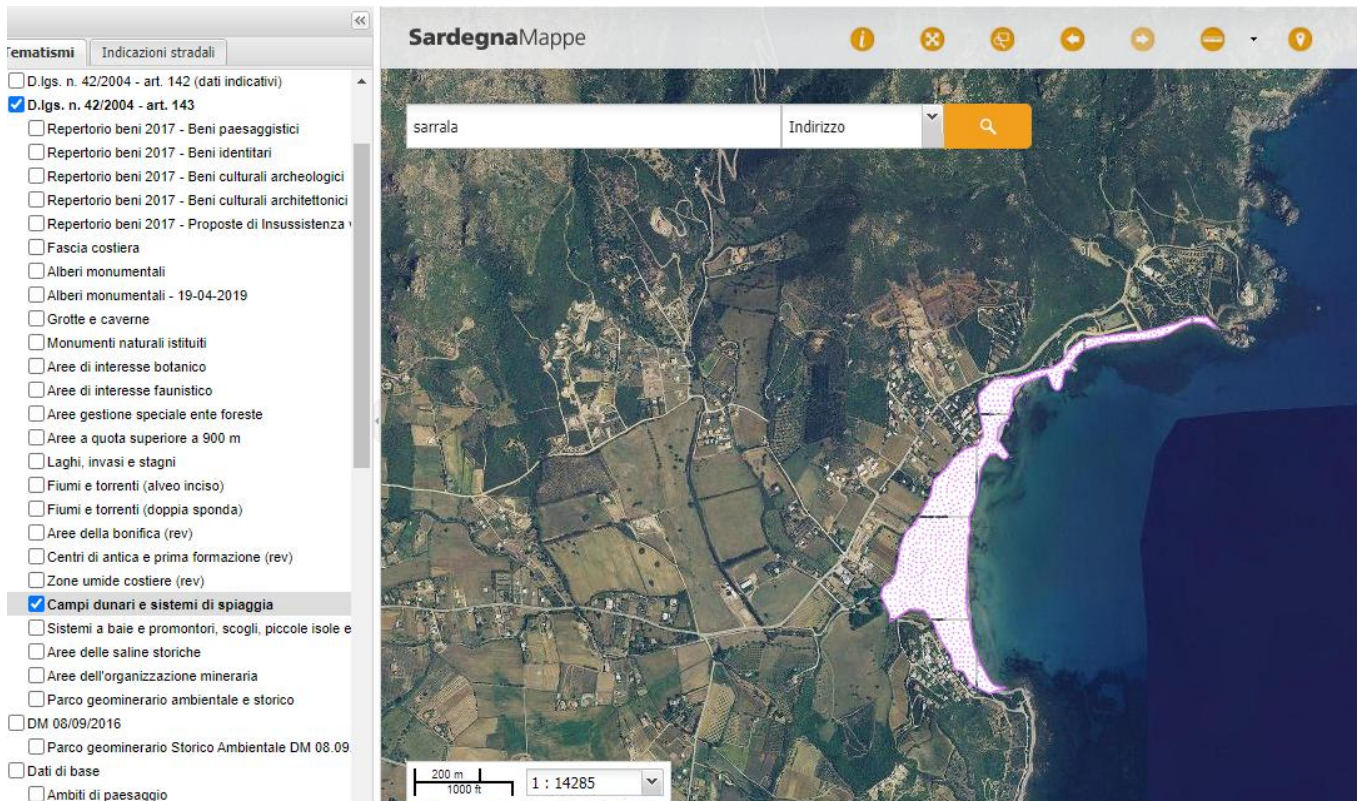 Tematismi
Indicazioni stradali
D.lgs. n. 42/2004 - art. 142 (dati indicativi)
D.lgs. n. 42/2004 - art. 143
Repertorio beni 2017 - Beni paesaggistici
Repertorio beni 2017 - Beni identitari
Repertorio beni 2017 - Beni culturali archeologici
Repertorio beni 2017 - Beni culturali architettonici
Repertorio beni 2017 - Proposte di Insussistenza v
Fascia costiera
Alberi monumentali
Alberi monumentali - 19-04-2019
Grotte e caverne
Monumenti naturali istituiti
Aree di interesse botanico
Aree di interesse faunistico
Aree gestione speciale ente foreste
Aree a quota superiore a 900 m
Laghi, invasi e stagni
Fiumi e torrenti (alveo inciso)
Fiumi e torrenti (doppia sponda)
Aree della bonifica (rev)
Centri di antica e prima formazione (rev)
Zone umide costiere (rev)
Campi dunari e sistemi di spiaggia
Sistemi a baie e promontori, scogli, piccole isole e
Aree delle saline storiche
Aree dell'organizzazione mineraria
Parco geominerario ambientale e storico
DM 08/09/2016
Parco geominerario Storico Ambientale DM 08.09.
Dati di base
Ambiti di paesaggio
SardegnaMappe
sarrala
Indirizzo
200 m
1000 ft
1 : 14285